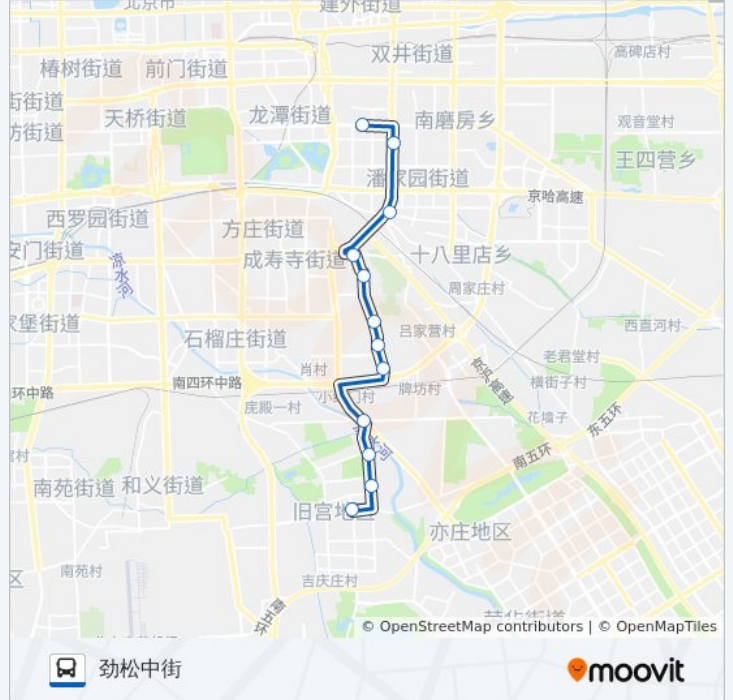 北京市
建外街道
双井街道
高碑店村
椿树街道
前门街道
街街道
天桥街道
龙潭街道
南磨房乡
观音堂村
坊街道
王四营乡
潘家园街道
京哈高速
西罗园街道
方庄街道
安门街道
成寿寺街道
十八里店乡
凉水河
周家庄村
家堡街道
石榴庄街道
吕家营村
西直河村
老君堂村
肖村
京沪高速
南四环中路
牌坊村
横街子村
环中路
庑殿一村
花墙子
东五环
南五环
南苑街道
和义街道
旧宫地区
亦庄地区
区
南苑村
吉庆庄村
南五环
© OpenStreetMap contributors | © OpenMapTiles
劲松中街
moovit